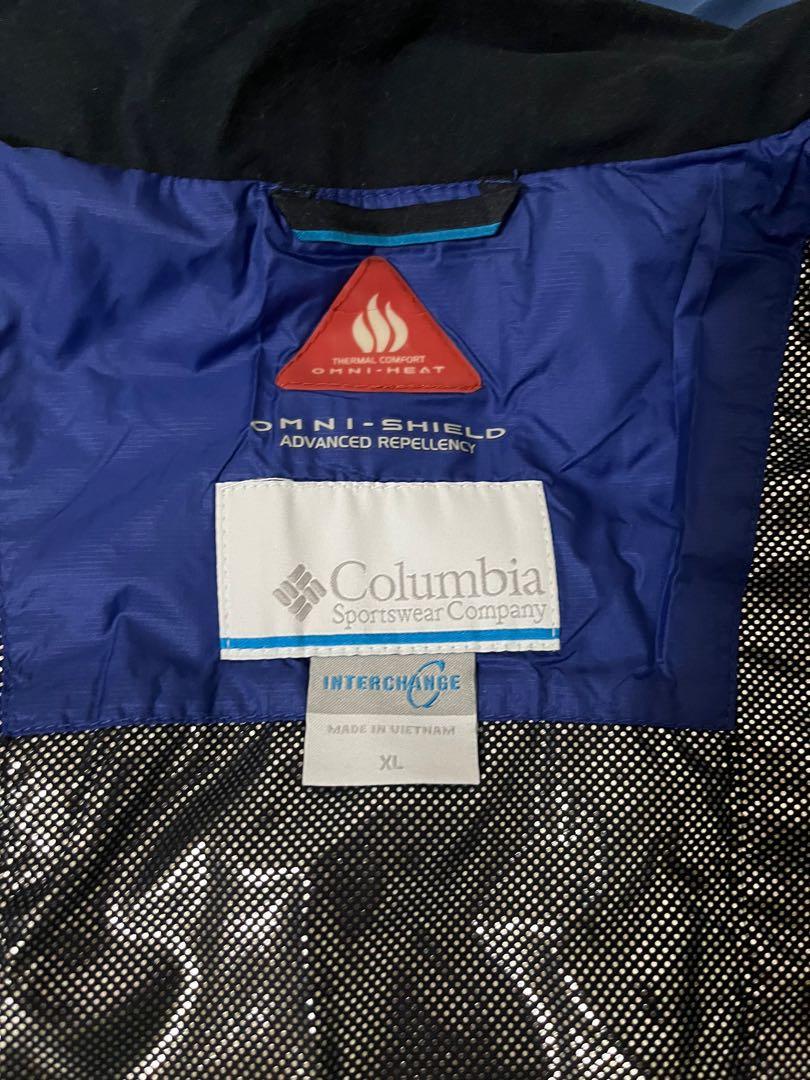 THERMAL COMFORT
OMNI-HEAT
OMNI-SHIELD
ADVANCED REPELLENCY
Columbia
Sportswear Company
INTERCHANGE
MADE IN VIETNAM
XL